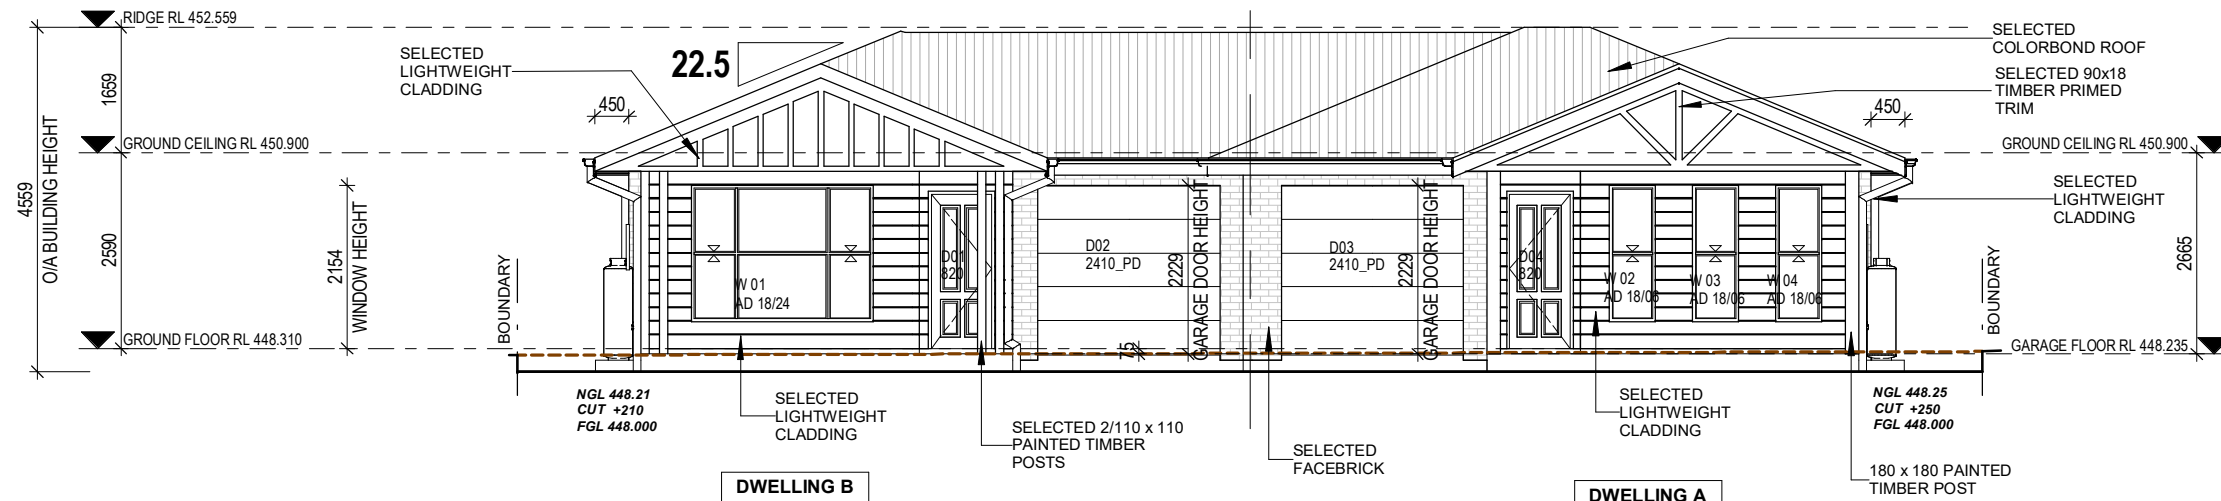 RIDGE RL 452.559
SELECTED
LIGHTWEIGHT
CLADDING
22.5
SELECTED
COLORBOND ROOF
SELECTED 90x18
TIMBER PRIMED
TRIM
1659
450
450
GROUND CEILING RL 450.900
GROUND CEILING RL 450.900
4559
O/A BUILDING HEIGHT
2590
2154
WINDOW HEIGHT
BOUNDARY
W 01
AD 18/24
D01
820
D02
2410_PD
2229
GARAGE DOOR HEIGHT
75
D03
2410_PD
2229
GARAGE DOOR HEIGHT
D04
820
W 02
AD 18/06
W 03
AD 18/06
W 04
AD 18/06
SELECTED
LIGHTWEIGHT
CLADDING
BOUNDARY
2665
GROUND FLOOR RL 448.310
GARAGE FLOOR RL 448.235
NGL 448.21
CUT +210
FGL 448.000
SELECTED
LIGHTWEIGHT
CLADDING
SELECTED 2/110 x 110
PAINTED TIMBER
POSTS
SELECTED
FACEBRICK
SELECTED
LIGHTWEIGHT
CLADDING
NGL 448.25
CUT +250
FGL 448.000
180 x 180 PAINTED
TIMBER POST
DWELLING B
DWELLING A